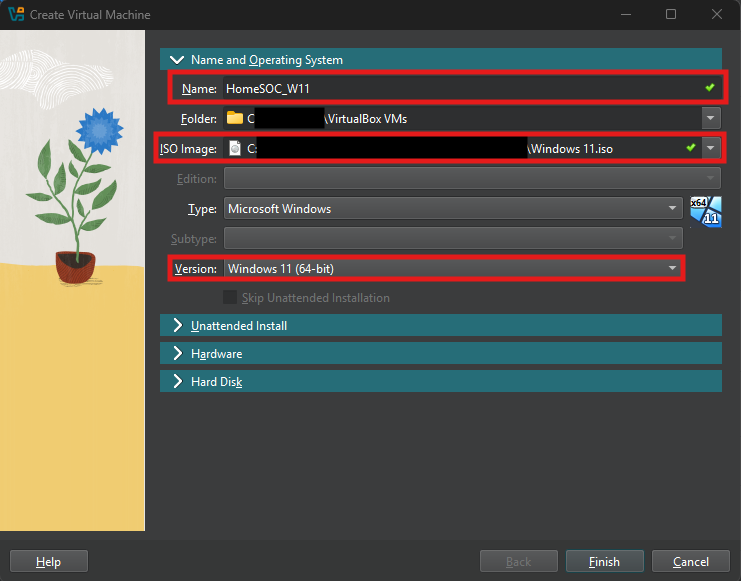 Create Virtual Machine
Name and Operating System
Name: HomeSOC_W11
Folder: C \VirtualBox VMs
ISO Image: C: \Windows 11.iso
Edition:
Type: Microsoft Windows
x64
11
Subtype:
Version: Windows 11 (64-bit)
Skip Unattended Installation
Unattended Install
Hardware
Hard Disk
Help Back Finish Cancel